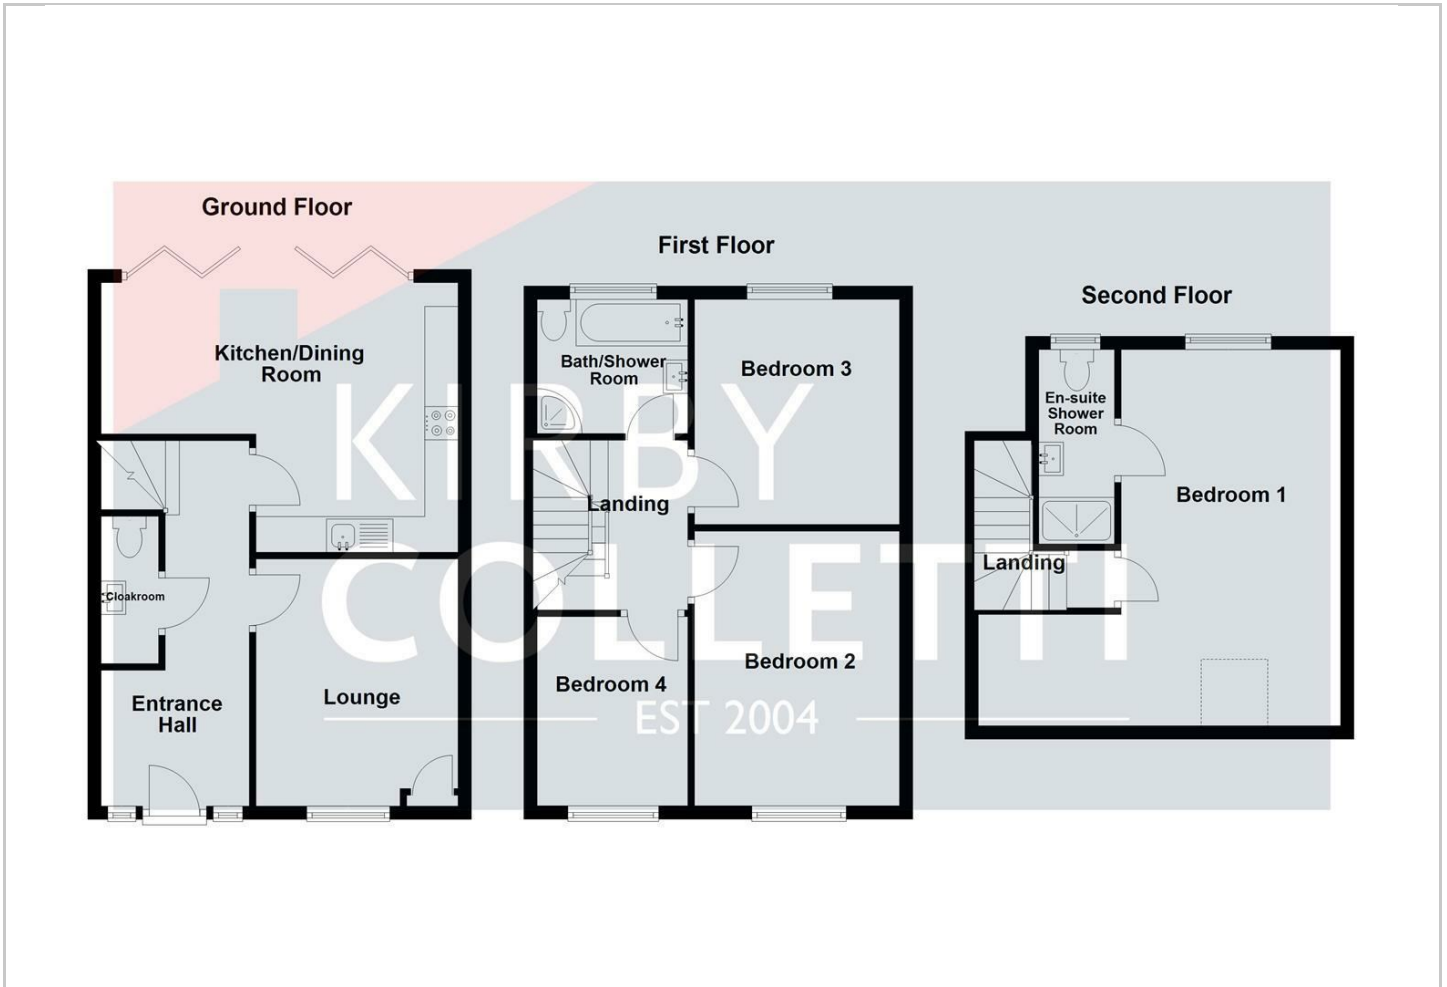 Ground Floor
Kitchen/Dining
Room
Cloakroom
Entrance
Hall
Lounge
First Floor
Bath/Shower
Room
Bedroom 3
Landing
Bedroom 2
Bedroom 4
Second Floor
En-suite
Shower
Room
Bedroom 1
Landing
KIRBY
COLLETTI
EST 2004